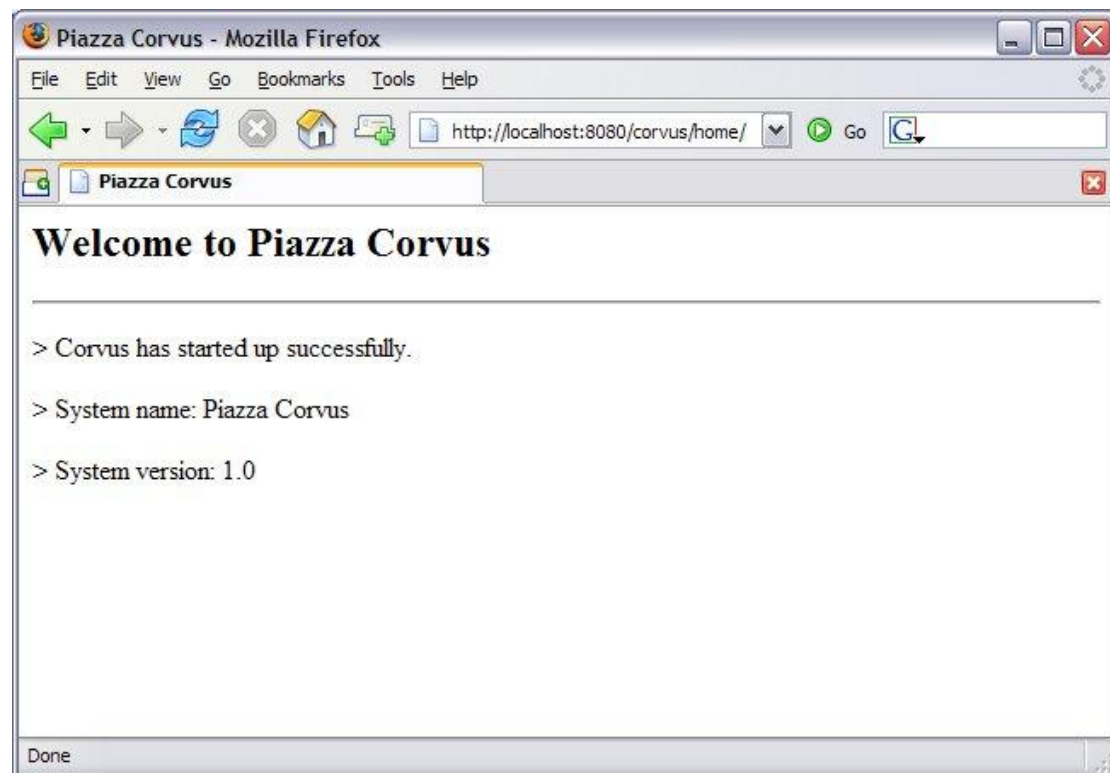 Piazza Corvus - Mozilla Firefox
File Edit View Go Bookmarks Tools Help
http://localhost:8080/corvus/home/ Go G
Piazza Corvus
Welcome to Piazza Corvus
> Corvus has started up successfully.
> System name: Piazza Corvus
> System version: 1.0
Done